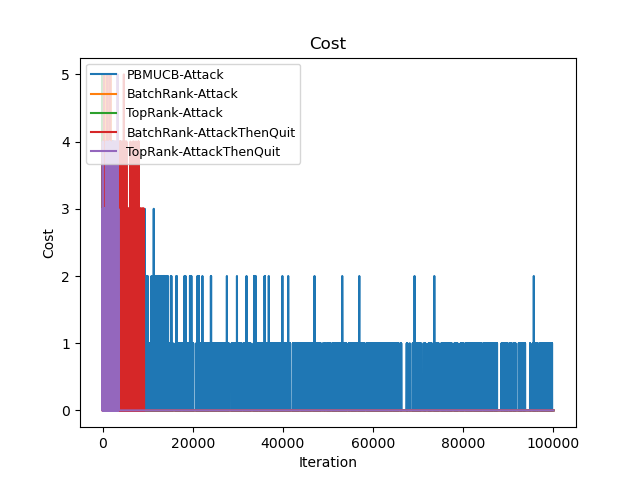 Cost
PBMUCB-Attack
BatchRank-Attack
TopRank-Attack
BatchRank-AttackThenQuit
TopRank-AttackThenQuit
5
4
3
2
1
0
Cost
0 20000 40000 60000 80000 100000
Iteration